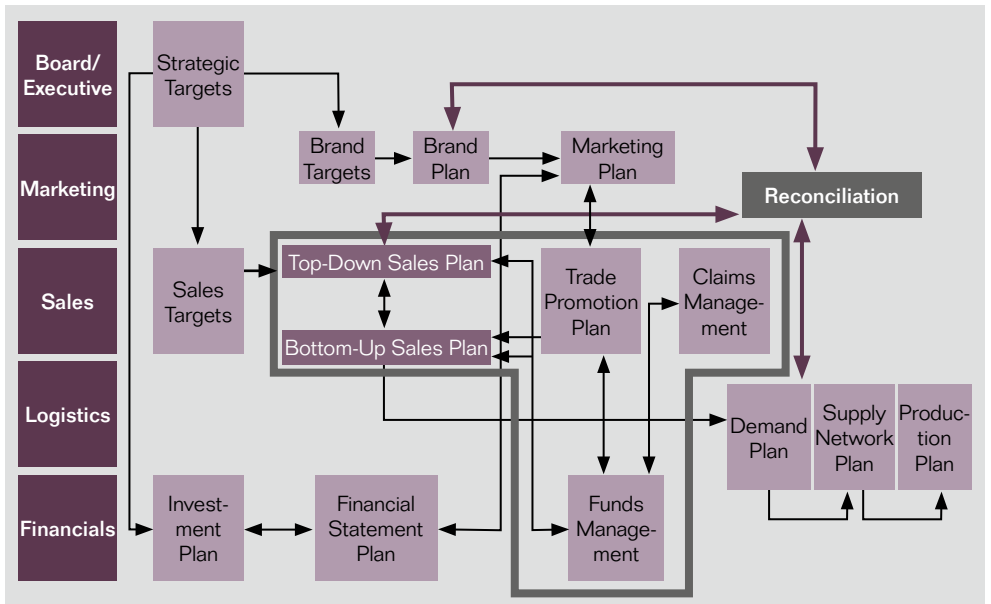 Board/
Executive
Strategic
Targets
Marketing
Brand
Targets
Brand
Plan
Marketing
Plan
Reconciliation
Sales
Sales
Targets
Top-Down Sales Plan
Bottom-Up Sales Plan
Trade
Promotion
Plan
Claims
Manage-
ment
Logistics
Demand
Plan
Supply
Network
Plan
Produc-
tion
Plan
Financials
Invest-
ment
Plan
Financial
Statement
Plan
Funds
Manage-
ment